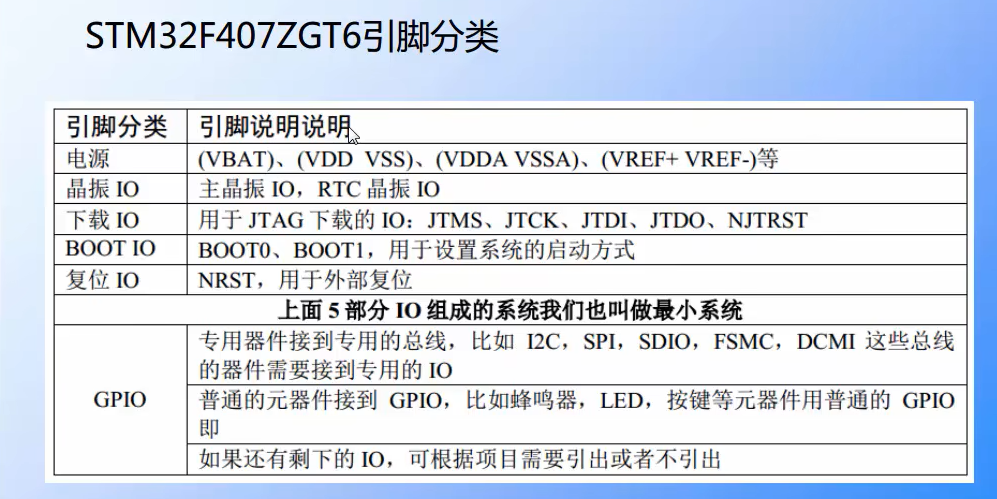 STM32F407ZGT6引脚分类
引脚分类 引脚说明说明
电源 (VBAT)、(VDD VSS)、(VDDA VSSA)、(VREF+ VREF-)等
晶振 IO 主晶振 IO，RTC 晶振 IO
下载 IO 用于 JTAG 下载的 IO：JTMS、JTCK、JTDI、JTDO、NJTRST
BOOT IO BOOT0、BOOT1，用于设置系统的启动方式
复位 IO NRST，用于外部复位
上面 5 部分 IO 组成的系统我们也叫做最小系统
GPIO
专用器件接到专用的总线，比如 I2C，SPI，SDIO，FSMC，DCMI 这些总线
的器件需要接到专用的 IO
普通的元器件接到 GPIO，比如蜂鸣器，LED，按键等元器件用普通的 GPIO
即
如果还有剩下的 IO，可根据项目需要引出或者不引出